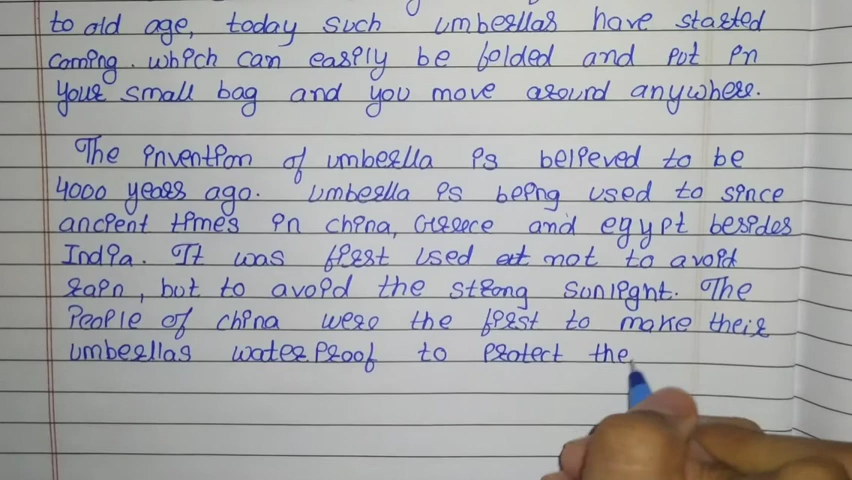 to old age, today such umbrellas have started
coming. which can easily be folded and put in
your small bag and you move around anywhere.
The invention of umbrella is believed to be
4000 years ago. Umbrella is being used to since
ancient times in china, Greece and egypt besides
India. It was first used at not to avoid
rain, but to avoid the strong sunlignt. The
People of china were the first to make their
umbrellas waterproof to protect the